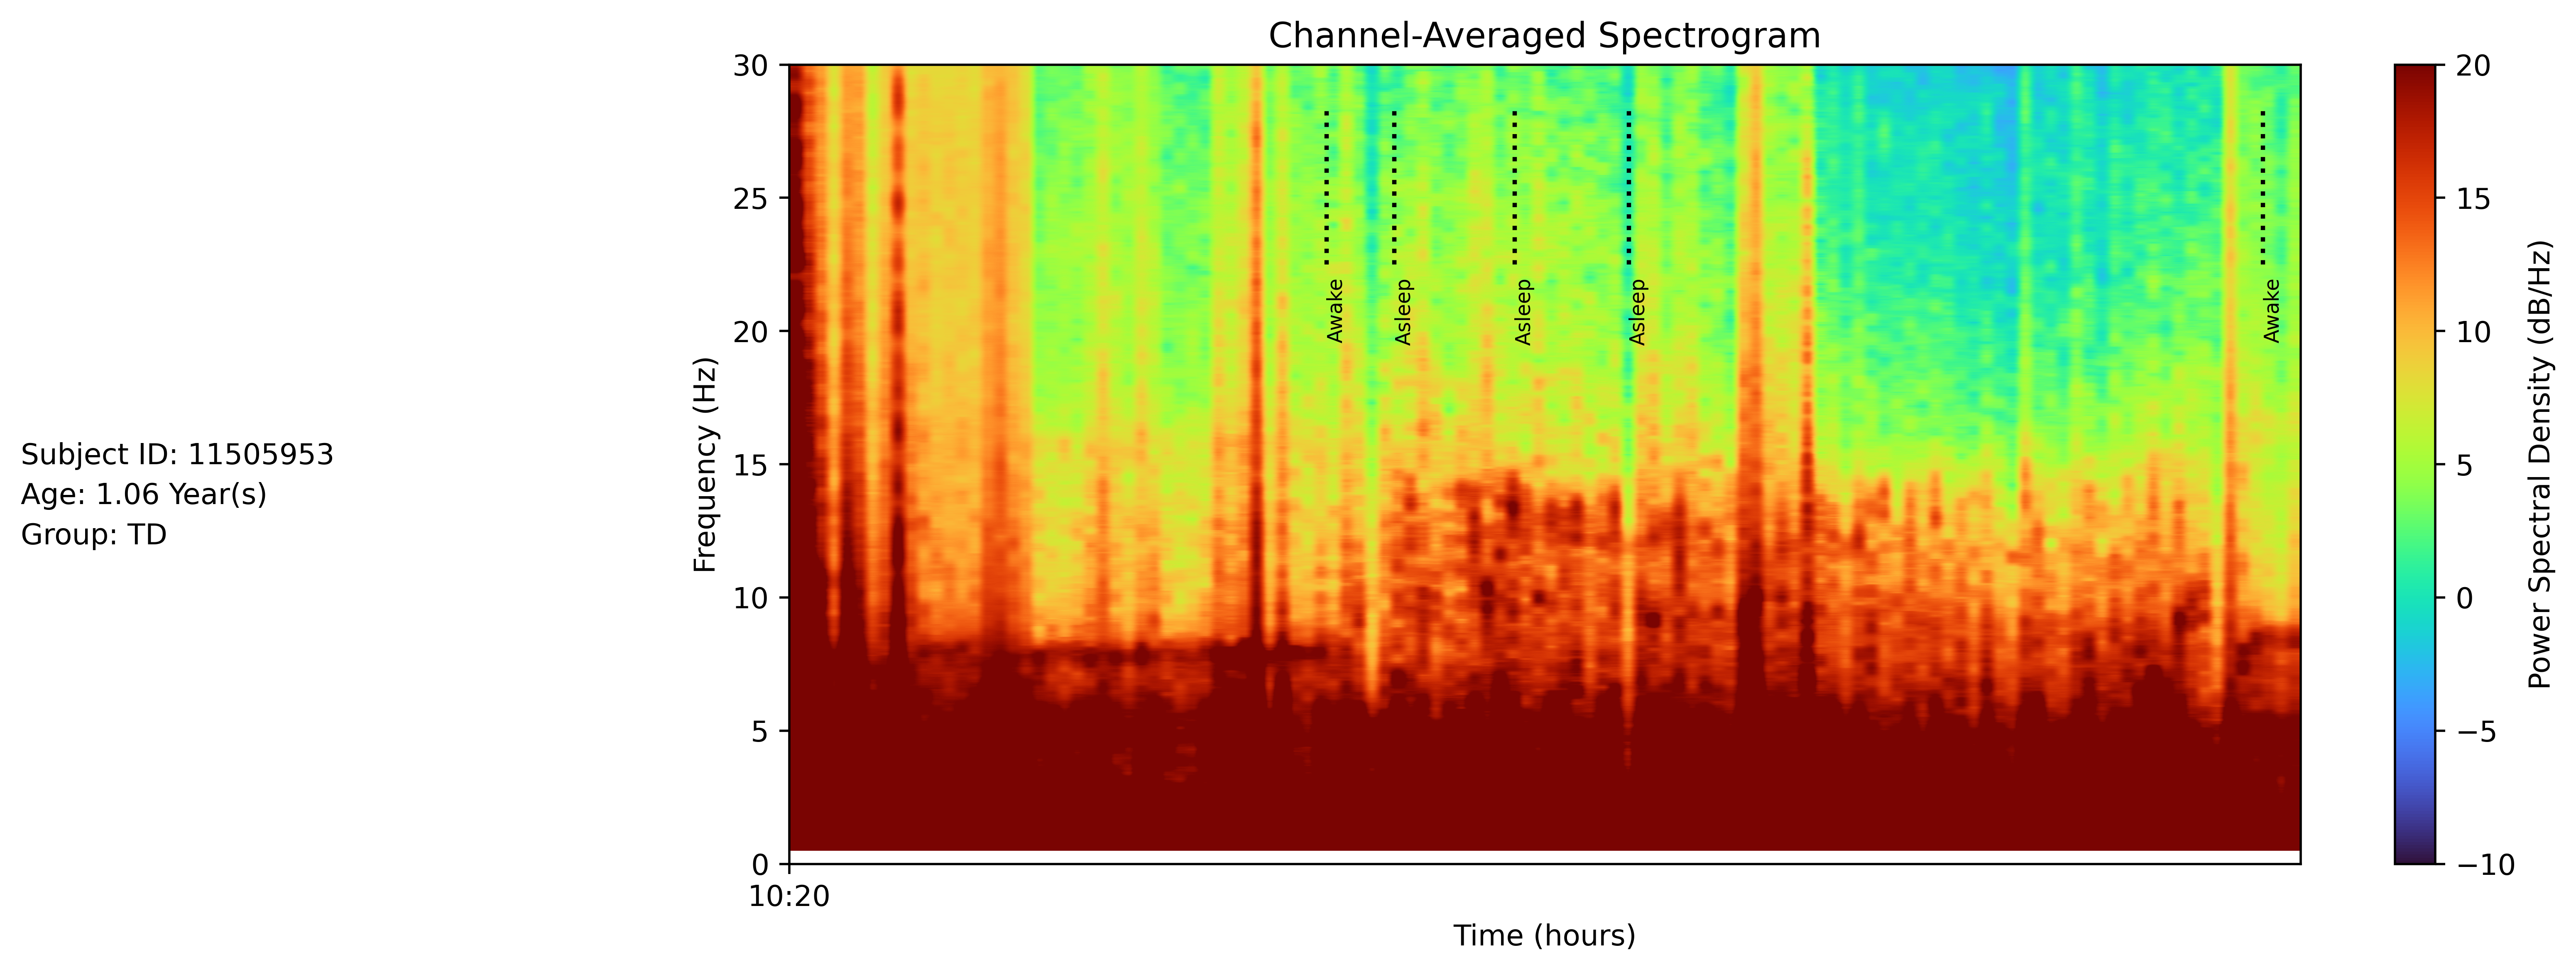 Channel-Averaged Spectrogram
Subject ID: 11505953
Age: 1.06 Year(s)
Group: TD
Frequency (Hz)
30
25
20
15
10
5
0
Awake
Asleep
Asleep
Asleep
Awake
10:20
Time (hours)
20
15
10
5
0
−5
−10
Power Spectral Density (dB/Hz)